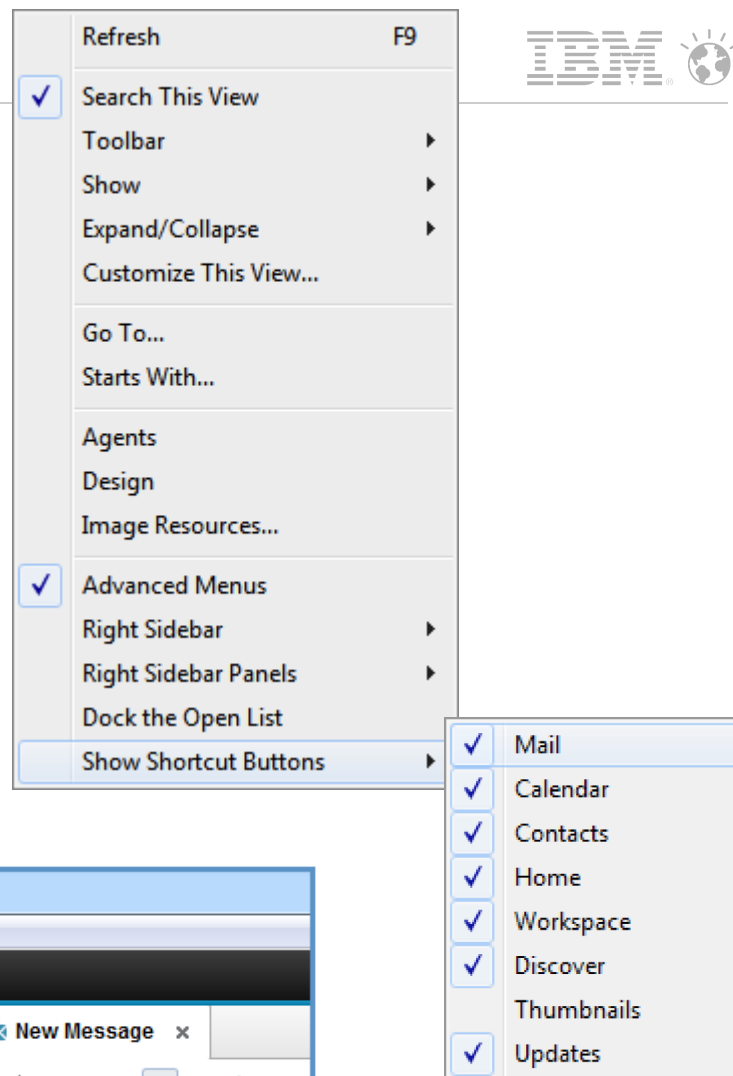 Refresh F9
IBM®
Search This View
Toolbar
Show
Expand/Collapse
Customize This View...
Go To...
Starts With...
Agents
Design
Image Resources...
Advanced Menus
Right Sidebar
Right Sidebar Panels
Dock the Open List
Show Shortcut Buttons
Mail
Calendar
Contacts
Home
Workspace
Discover
Thumbnails
Updates
New Message ×